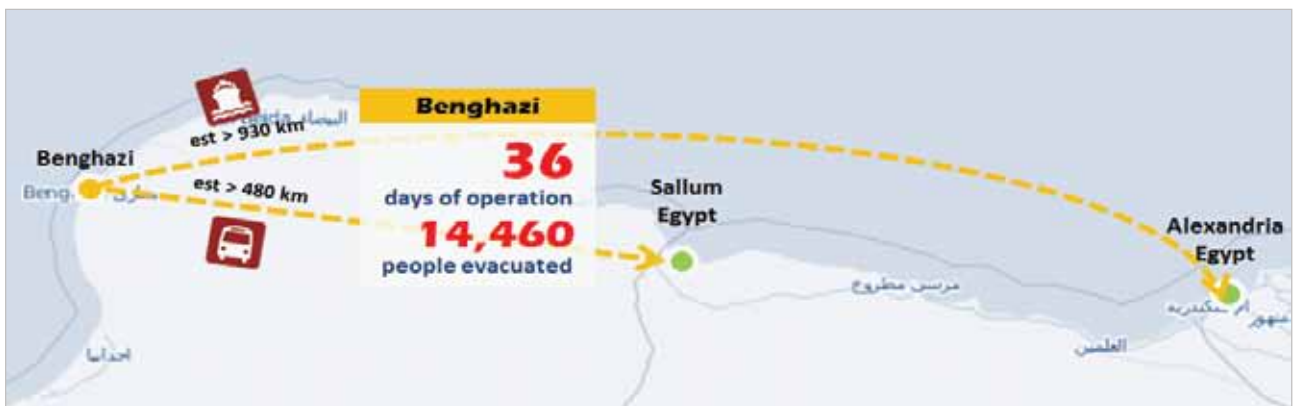 البيضاء
est > 930 km
Benghazi
est > 480 km
Benghazi
36
days of operation
14,460
people evacuated
Sallum
Egypt
Alexandria
Egypt
مرسى مطروح
العلمين
اجدابيا